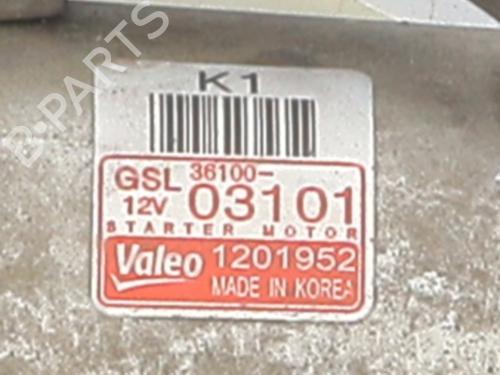 B-PARTS
K1
GSL 36100-
12V 03101
STARTER MOTOR
Valeo 1201952
MADE IN KOREA